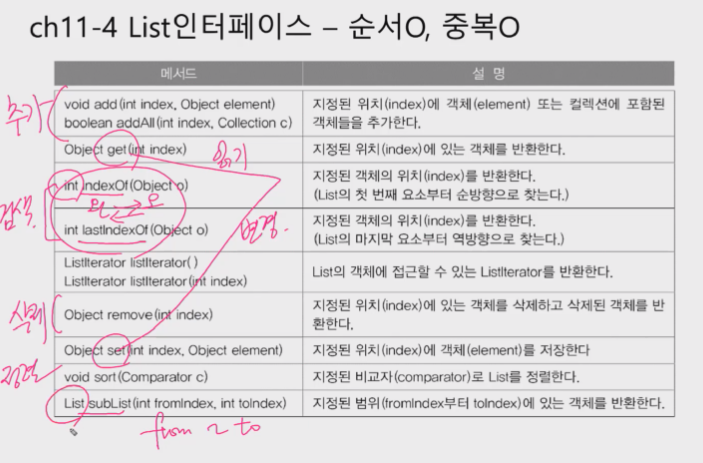 ch11-4 List인터페이스 – 순서O, 중복O
메서드 설 명
추가
void add(int index, Object element)
boolean addAll(int index, Collection c)
지정된 위치(index)에 객체(element) 또는 컬렉션에 포함된
객체들을 추가한다.
Object get(int index)
지정된 위치(index)에 있는 객체를 반환한다.
읽기
검색
int indexOf(Object o)
지정된 객체의 위치(index)를 반환한다.
(List의 첫 번째 요소부터 순방향으로 찾는다.)
왼 오
int lastIndexOf(Object o)
지정된 객체의 위치(index)를 반환한다.
(List의 마지막 요소부터 역방향으로 찾는다.)
변경
ListIterator listIterator()
ListIterator listIterator(int index)
List의 객체에 접근할 수 있는 ListIterator를 반환한다.
삭제
Object remove(int index)
지정된 위치(index)에 있는 객체를 삭제하고 삭제된 객체를 반
환한다.
Object set(int index, Object element)
지정된 위치(index)에 객체(element)를 저장한다
정렬
void sort(Comparator c)
지정된 비교자(comparator)로 List를 정렬한다.
List subList(int fromIndex, int toIndex)
지정된 범위(fromIndex부터 toIndex)에 있는 객체를 반환한다.
from ~ to